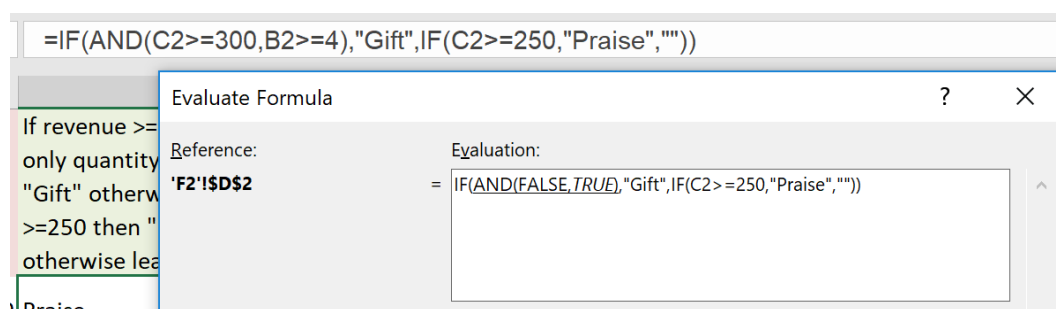 =IF(AND(C2>=300,B2>=4),"Gift",IF(C2>=250,"Praise",""))
Evaluate Formula ? X
If revenue >=
only quantity
"Gift" otherw
>=250 then "
otherwise lea
Reference: Evaluation:
'F2'!$D$2 = IF(AND(FALSE,TRUE),"Gift",IF(C2>=250,"Praise",""))
Praise